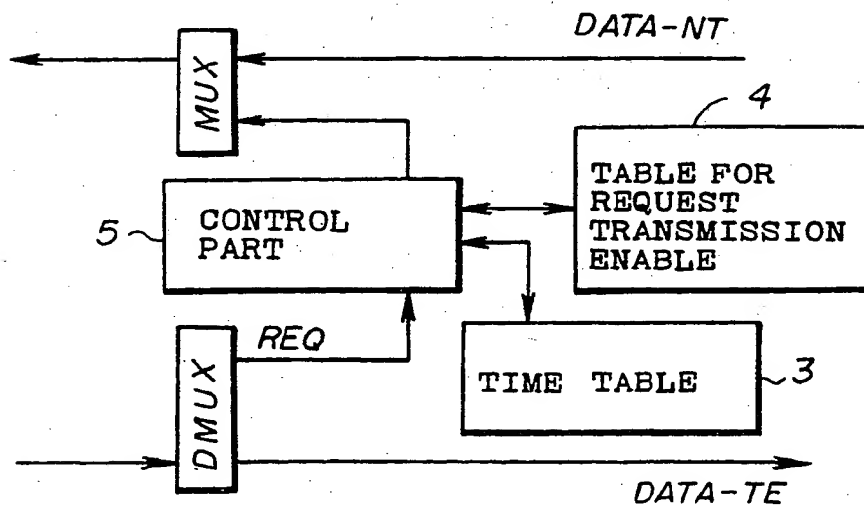 DATA-NT
MUX
4
TABLE FOR
REQUEST
TRANSMISSION
ENABLE
5
CONTROL
PART
REQ
DMUX
TIME TABLE
3
DATA-TE